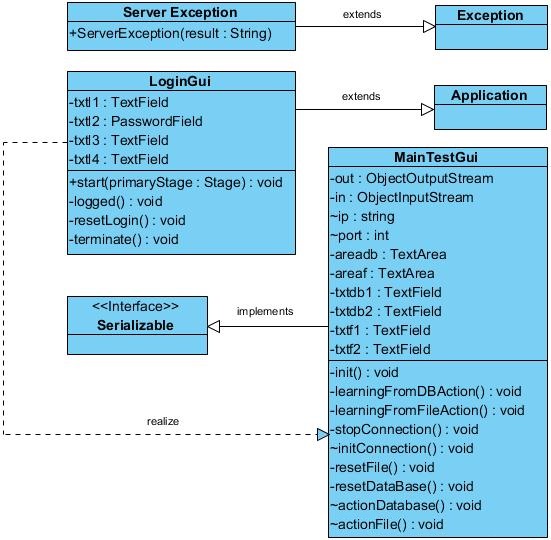 Server Exception
+ServerException(result : String)
extends
Exception
LoginGui
-txtl1 : TextField
-txtl2 : PasswordField
-txtl3 : TextField
-txtl4 : TextField
+start(primaryStage : Stage) : void
-logged() : void
-resetLogin() : void
-terminate() : void
extends
Application
MainTestGui
-out : ObjectOutputStream
-in : ObjectInputStream
~ip : string
~port : int
-areadb : TextArea
-areaf : TextArea
-txtdb1 : TextField
-txtdb2 : TextField
-txtf1 : TextField
-txtf2 : TextField
-init() : void
-learningFromDBAction() : void
-learningFromFileAction() : void
-stopConnection() : void
~initConnection() : void
-resetFile() : void
-resetDataBase() : void
~actionDatabase() : void
~actionFile() : void
<<Interface>>
Serializable
implements
realize